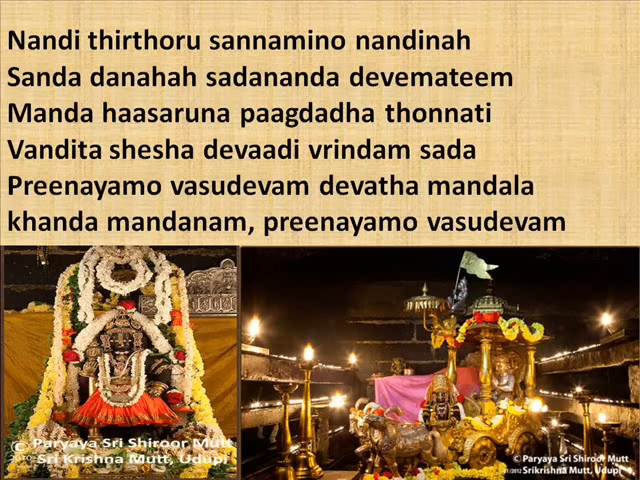 Nandi thirthoru sannamino nandinah
Sanda danahah sadananda devemateem
Manda haasaruna paagdadha thonnati
Vandita shesha devaadi vrindam sada
Preenayamo vasudevam devatha mandala
khanda mandanam, preenayamo vasudevam
© Paryaya Sri Shiroor Mutt
Sri Krishna Mutt, Udupi
© Paryaya Sri Shiroor Mutt
Srikrishna Mutt, Udupi